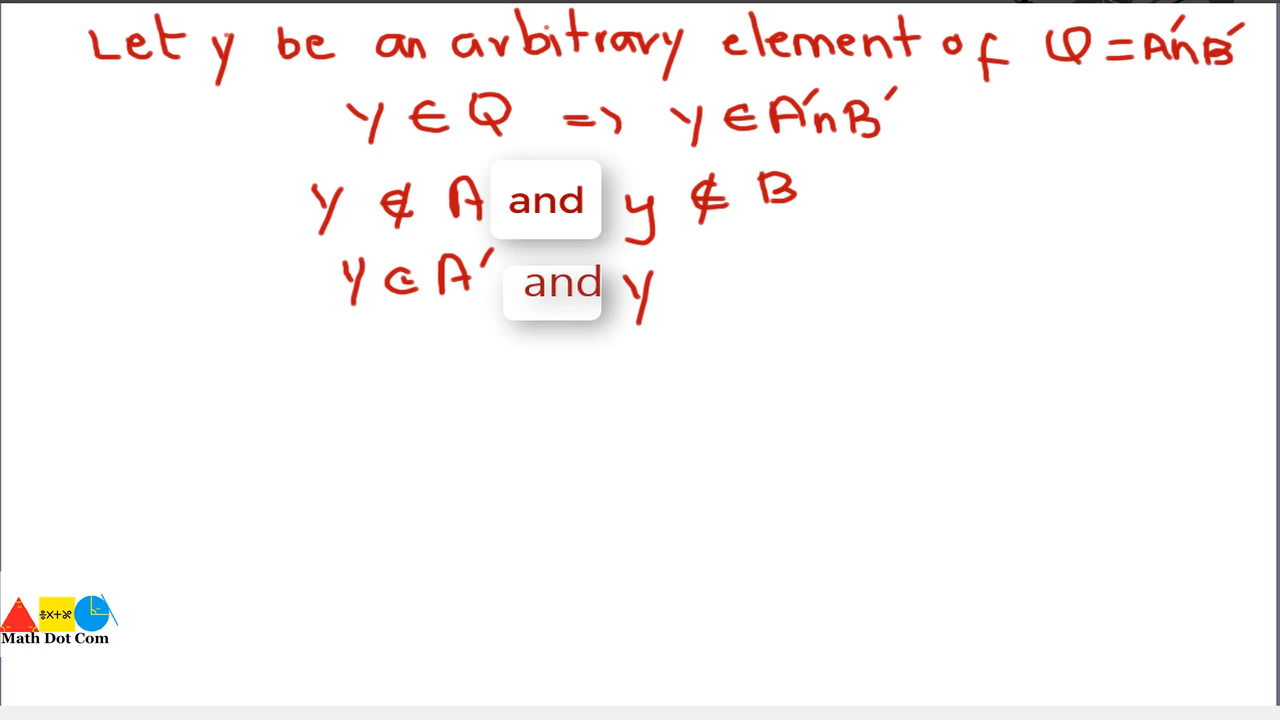 Let y be an arbitrary element of Q = A′∩B′
y ∈ Q => y ∈ A′∩B′
y ∉ A and y ∉ B
y ∈ A′ and y
÷x+
Math Dot Com